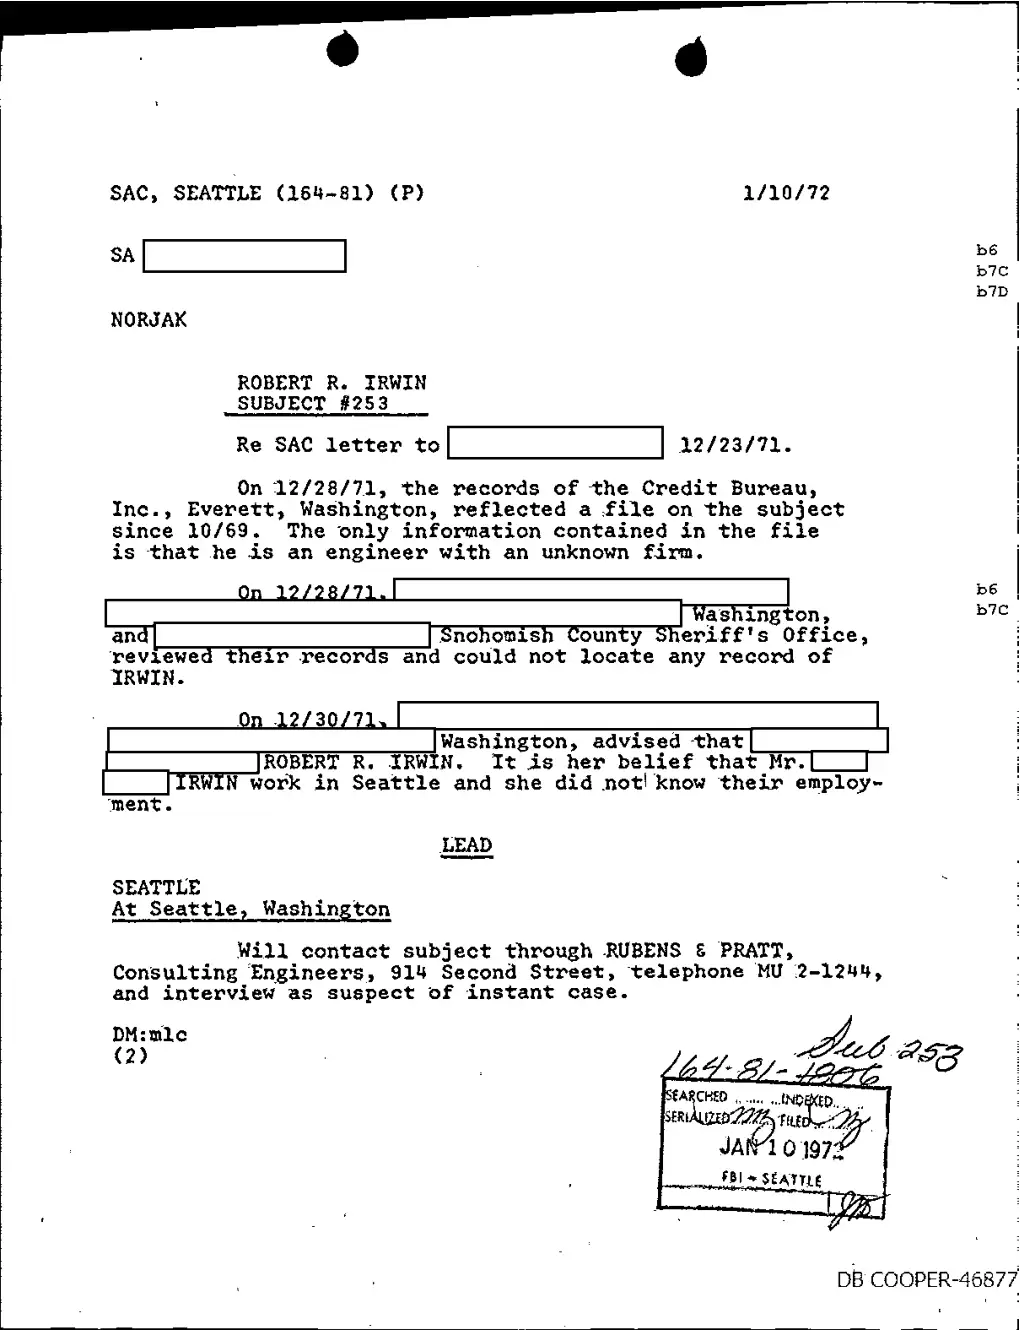 SAC, SEATTLE (164-81) (P) 1/10/72
SA
b6
b7C
b7D
NORJAK
ROBERT R. IRWIN
SUBJECT #253
Re SAC letter to 12/23/71.
On 12/28/71, the records of the Credit Bureau,
Inc., Everett, Washington, reflected a file on the subject
since 10/69. The only information contained in the file
is that he is an engineer with an unknown firm.
On 12/28/71,
b6
b7C
Washington,
and Snohomish County Sheriff's Office,
reviewed their records and could not locate any record of
IRWIN.
On 12/30/71,
Washington, advised that
ROBERT R. IRWIN. It is her belief that Mr.
IRWIN work in Seattle and she did not know their employ-
ment.
LEAD
SEATTLE
At Seattle, Washington
Will contact subject through RUBENS & PRATT,
Consulting Engineers, 914 Second Street, telephone MU 2-1244,
and interview as suspect of instant case.
DM:mlc
(2)
Sub 253
164-81-1806
SEARCHED ........ INDEXED........
SERIALIZED FILED
JAN 10 1972
FBI - SEATTLE
DB COOPER-46877